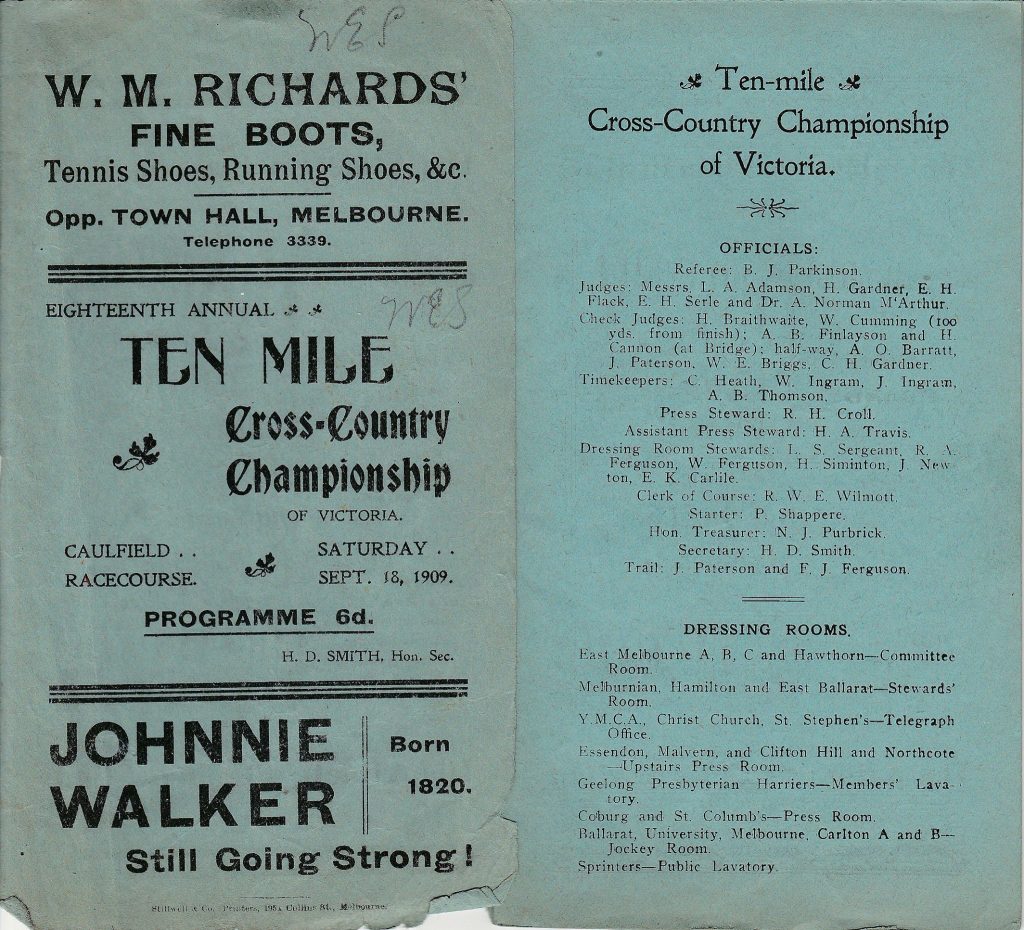 WES
W. M. RICHARDS'
FINE BOOTS,
Tennis Shoes, Running Shoes, &c.
Opp. TOWN HALL, MELBOURNE.
Telephone 3339.
WES
EIGHTEENTH ANNUAL
TEN MILE
Cross-Country
Championship
OF VICTORIA.
CAULFIELD . .
RACECOURSE.
SATURDAY . .
SEPT. 18, 1909.
PROGRAMME 6d.
H. D. SMITH, Hon. Sec.
JOHNNIE
WALKER
Born
1820.
Still Going Strong!
Stillwell & Co., Printers, 195A Collins St., Melbourne.
Ten-mile
Cross-Country Championship
of Victoria.
OFFICIALS:
Referee: B. J. Parkinson.
Judges: Messrs. L. A. Adamson, H. Gardner, E. H.
Flack, E. H. Serle and Dr. A. Norman M'Arthur.
Check Judges: H. Braithwaite, W. Cumming (100
yds. from finish); A. B. Finlayson and H.
Cannon (at Bridge); half-way, A. O. Barratt,
J. Paterson, W. E. Briggs, C. H. Gardner.
Timekeepers: C. Heath, W. Ingram, J. Ingram,
A. B. Thomson.
Press Steward: R. H. Croll.
Assistant Press Steward: H. A. Travis.
Dressing Room Stewards: L. S. Sergeant, R. A.
Ferguson, W. Ferguson, H. Siminton, J. New-
ton, E. K. Carlile.
Clerk of Course: R. W. E. Wilmott.
Starter: P. Shappere.
Hon. Treasurer: N. J. Purbrick.
Secretary: H. D. Smith.
Trail: J. Paterson and F. J. Ferguson.
DRESSING ROOMS.
East Melbourne A, B, C and Hawthorn—Committee
Room.
Melburnian, Hamilton and East Ballarat—Stewards'
Room.
Y.M.C.A., Christ Church, St. Stephen's—Telegraph
Office.
Essendon, Malvern, and Clifton Hill and Northcote
—Upstairs Press Room.
Geelong Presbyterian Harriers—Members' Lava-
tory.
Coburg and St. Columb's—Press Room.
Ballarat, University, Melbourne, Carlton A and B—
Jockey Room.
Sprinters—Public Lavatory.